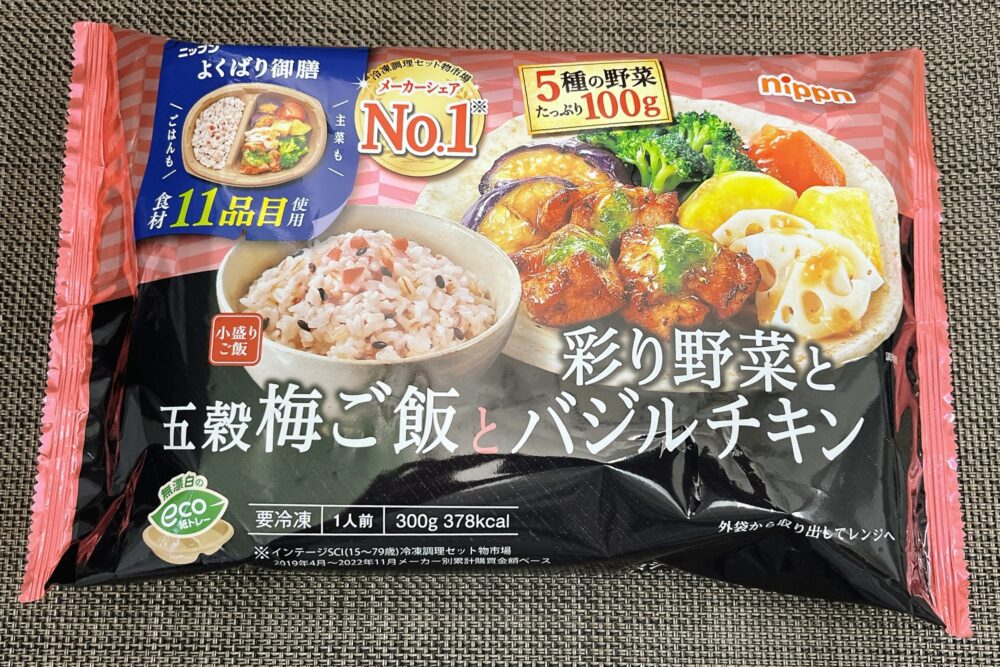 ニップン
よくばり御膳
＼ごはんも
主菜も／
食材11品目使用
冷凍調理セット物市場
メーカーシェア
No.1※
5種の野菜
たっぷり100g
nippn
小盛り
ご飯
五穀梅ご飯と
彩り野菜と
バジルチキン
無漂白の
eco
紙トレー
要冷凍 1人前 300g 378kcal
※インテージSCI(15～79歳)冷凍調理セット物市場
2019年4月～2022年11月メーカー別累計購買金額ベース
外袋から取り出してレンジへ